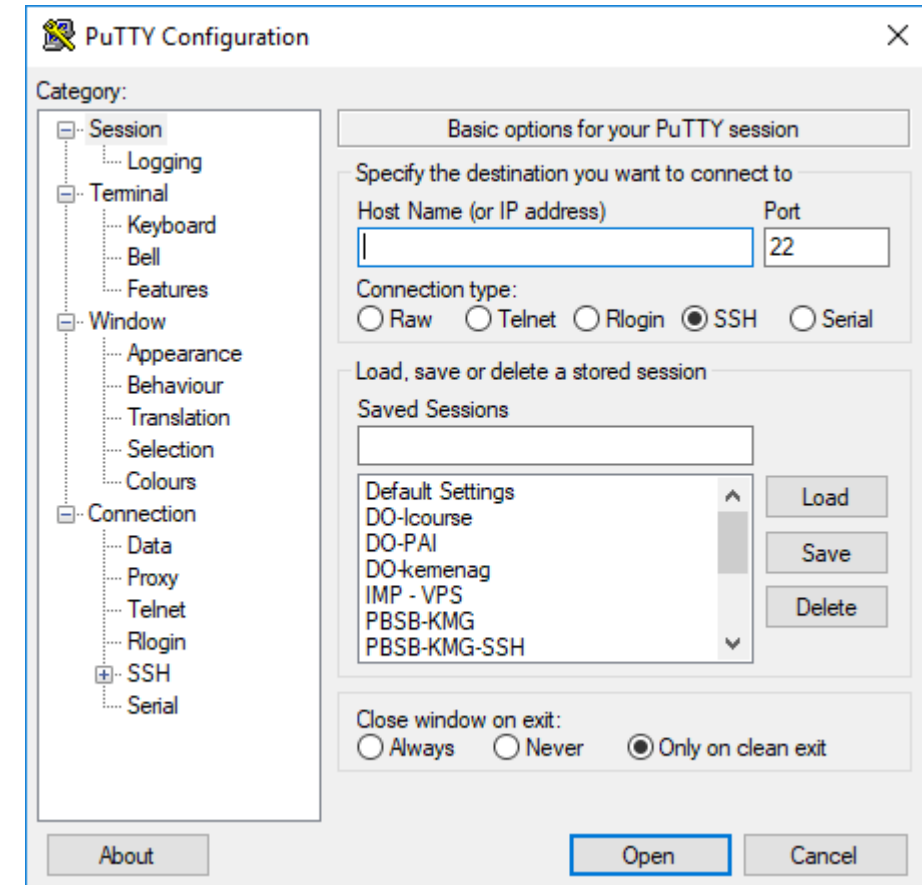 PuTTY Configuration
Category:
Session
Logging
Terminal
Keyboard
Bell
Features
Window
Appearance
Behaviour
Translation
Selection
Colours
Connection
Data
Proxy
Telnet
Rlogin
SSH
Serial
Basic options for your PuTTY session
Specify the destination you want to connect to
Host Name (or IP address) Port
22
Connection type:
Raw Telnet Rlogin SSH Serial
Load, save or delete a stored session
Saved Sessions
Default Settings
DO-Icourse
DO-PAI
DO-kemenag
IMP - VPS
PBSB-KMG
PBSB-KMG-SSH
Load
Save
Delete
Close window on exit:
Always Never Only on clean exit
About Open Cancel